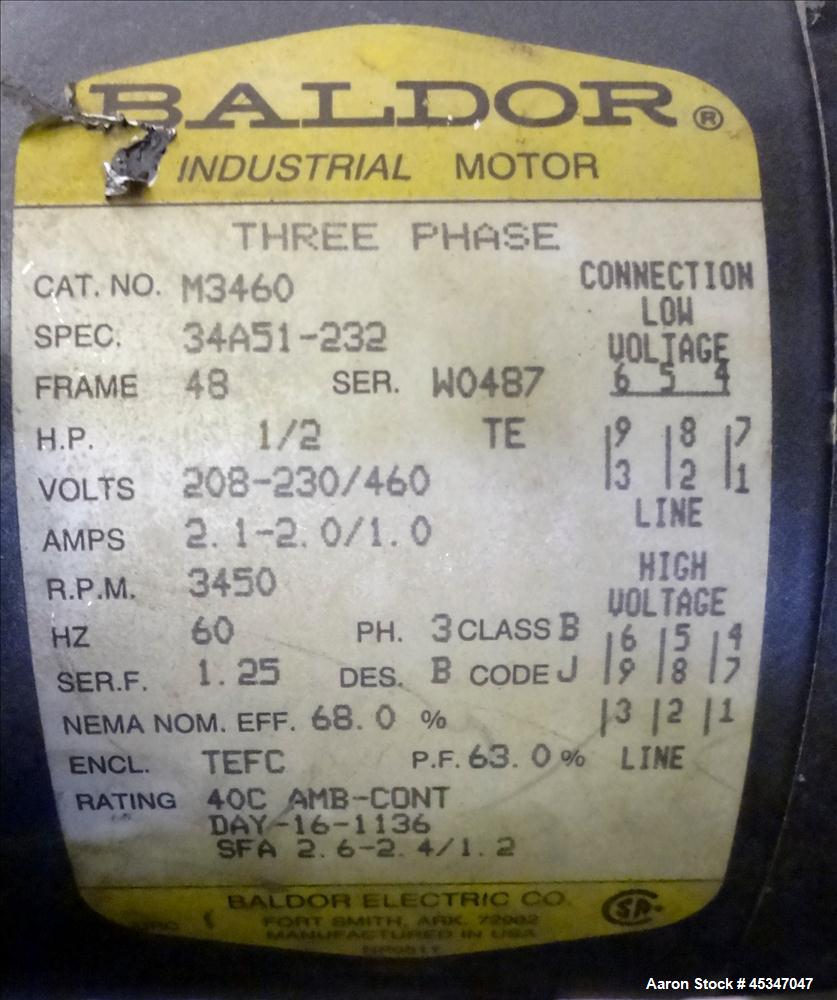 BALDOR ®
INDUSTRIAL MOTOR
THREE PHASE
CAT. NO. M3460
SPEC. 34A51-232
FRAME 48 SER. W0487
H.P. 1/2 TE
VOLTS 208-230/460
AMPS 2.1-2.0/1.0
R.P.M. 3450
HZ 60 PH. 3 CLASS B
SER.F. 1.25 DES. B CODE J
NEMA NOM. EFF. 68.0 %
ENCL. TEFC P.F. 63.0 %
RATING 40C AMB-CONT
DAY-16-1136
SFA 2.6-2.4/1.2
CONNECTION
LOW
VOLTAGE
6 5 4
9 8 7
3 2 1
LINE
HIGH
VOLTAGE
6 5 4
9 8 7
3 2 1
LINE
BALDOR ELECTRIC CO.
FORT SMITH, ARK. 72902
MANUFACTURED IN USA
SA
Aaron Stock # 45347047